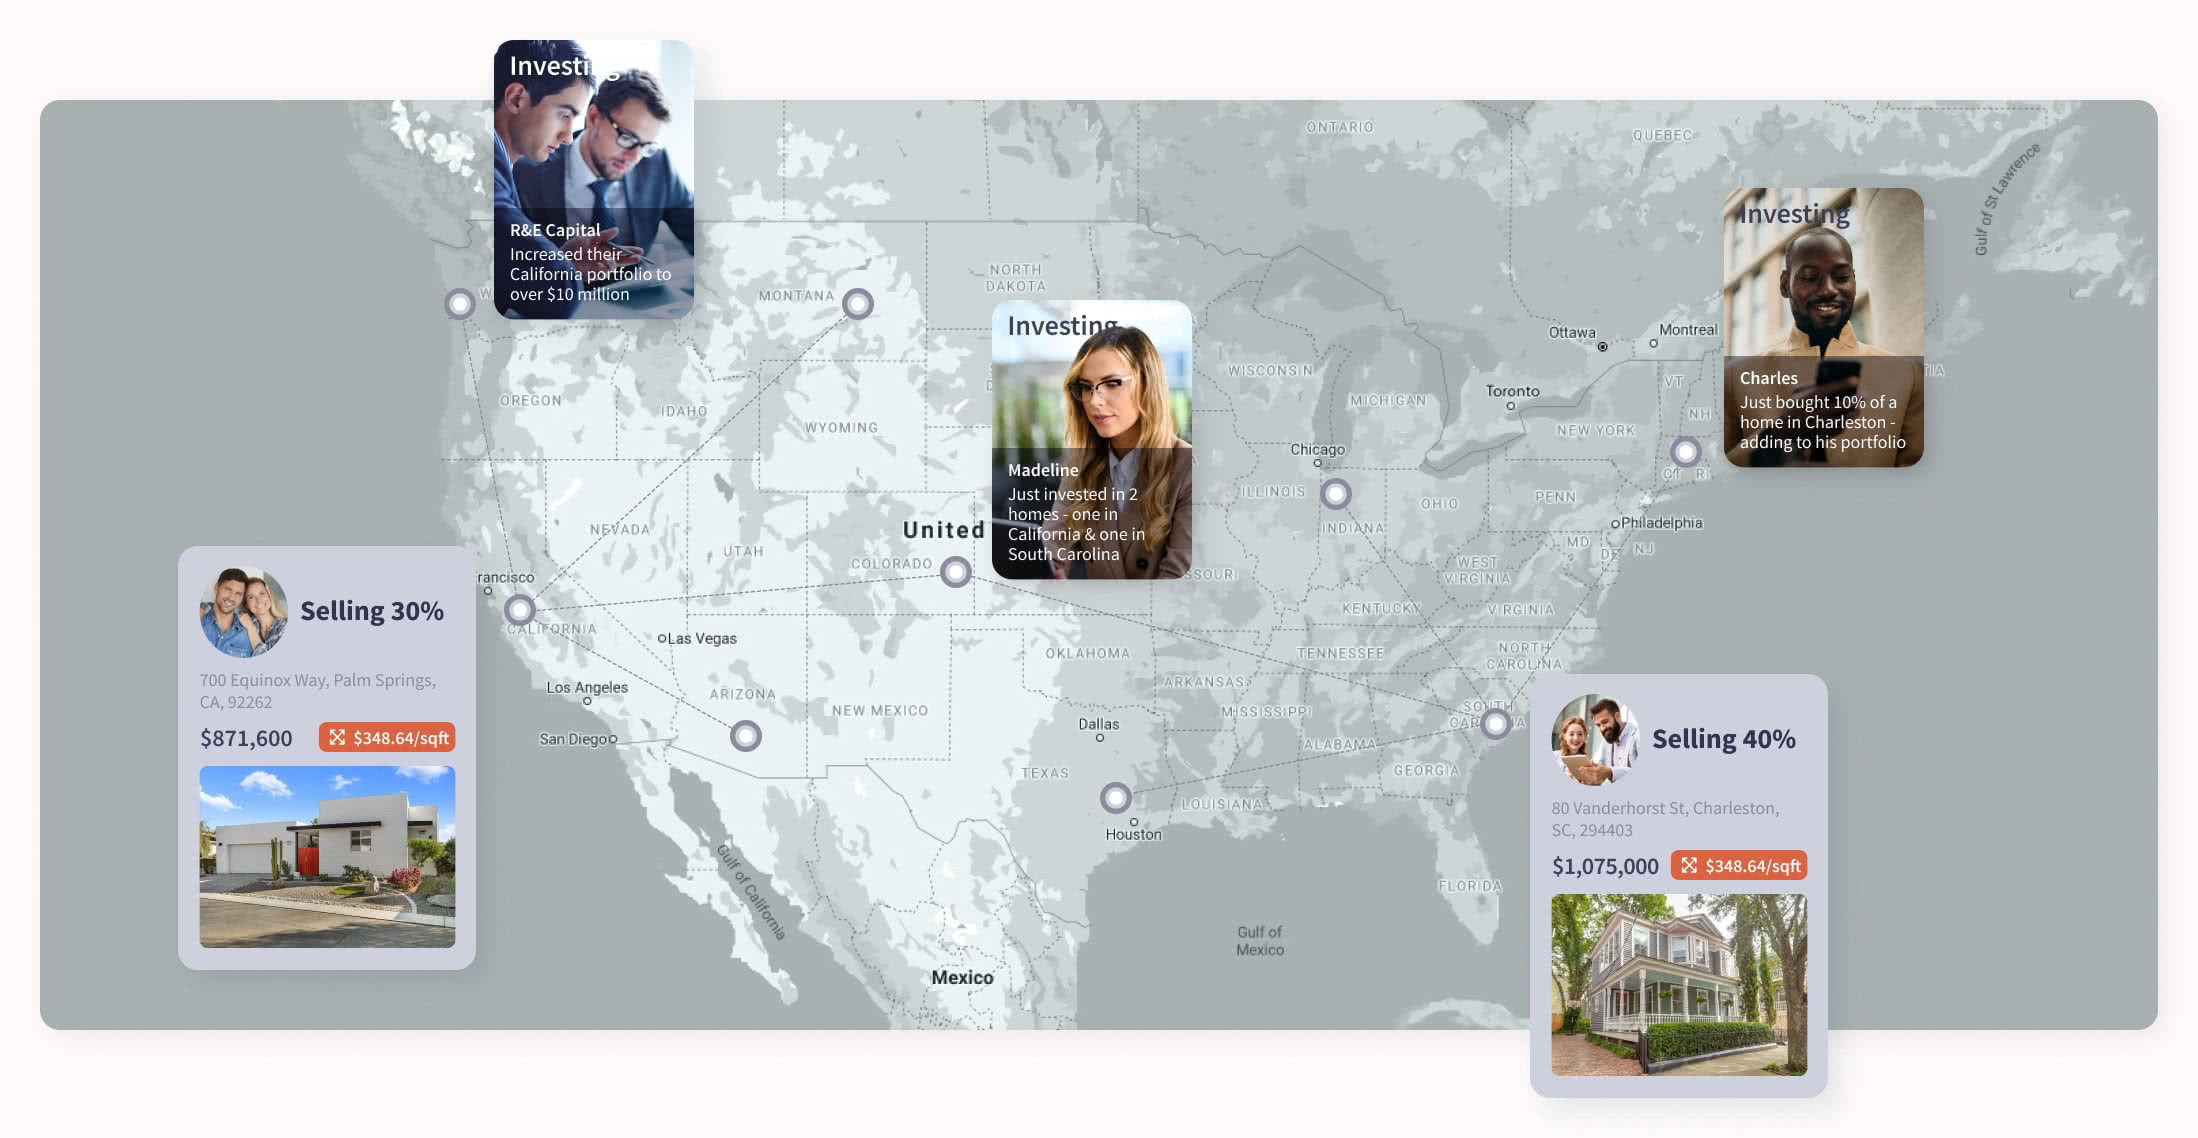 Investing
R&E Capital
Increased their
California portfolio to
over $10 million
ONTARIO
QUEBEC
Gulf of St Lawrence
Investing
Charles
Just bought 10% of a
home in Charleston -
adding to his portfolio
NORTH
DAKOTA
MONTANA
Investing
Madeline
Just invested in 2
homes - one in
California & one in
South Carolina
Ottawa
Montreal
WISCONSIN
MICHIGAN
Toronto
VT
NH
NEW YORK
CT
RI
OREGON
IDAHO
WYOMING
Chicago
ILLINOIS
INDIANA
OHIO
PENN
Philadelphia
MD
DE
NJ
NEVADA
UTAH
United
COLORADO
WEST
VIRGINIA
KENTUCKY
VIRGINIA
rancisco
CALIFORNIA
Las Vegas
OKLAHOMA
TENNESSEE
NORTH
CAROLINA
Los Angeles
ARIZONA
NEW MEXICO
ARKANSAS
MISSISSIPPI
SOUTH
CAROLINA
San Diego
Dallas
ALABAMA
TEXAS
GEORGIA
LOUISIANA
Houston
FLORIDA
Gulf of California
Gulf of
Mexico
Mexico
Selling 30%
700 Equinox Way, Palm Springs,
CA, 92262
$871,600
$348.64/sqft
Selling 40%
80 Vanderhorst St, Charleston,
SC, 294403
$1,075,000
$348.64/sqft